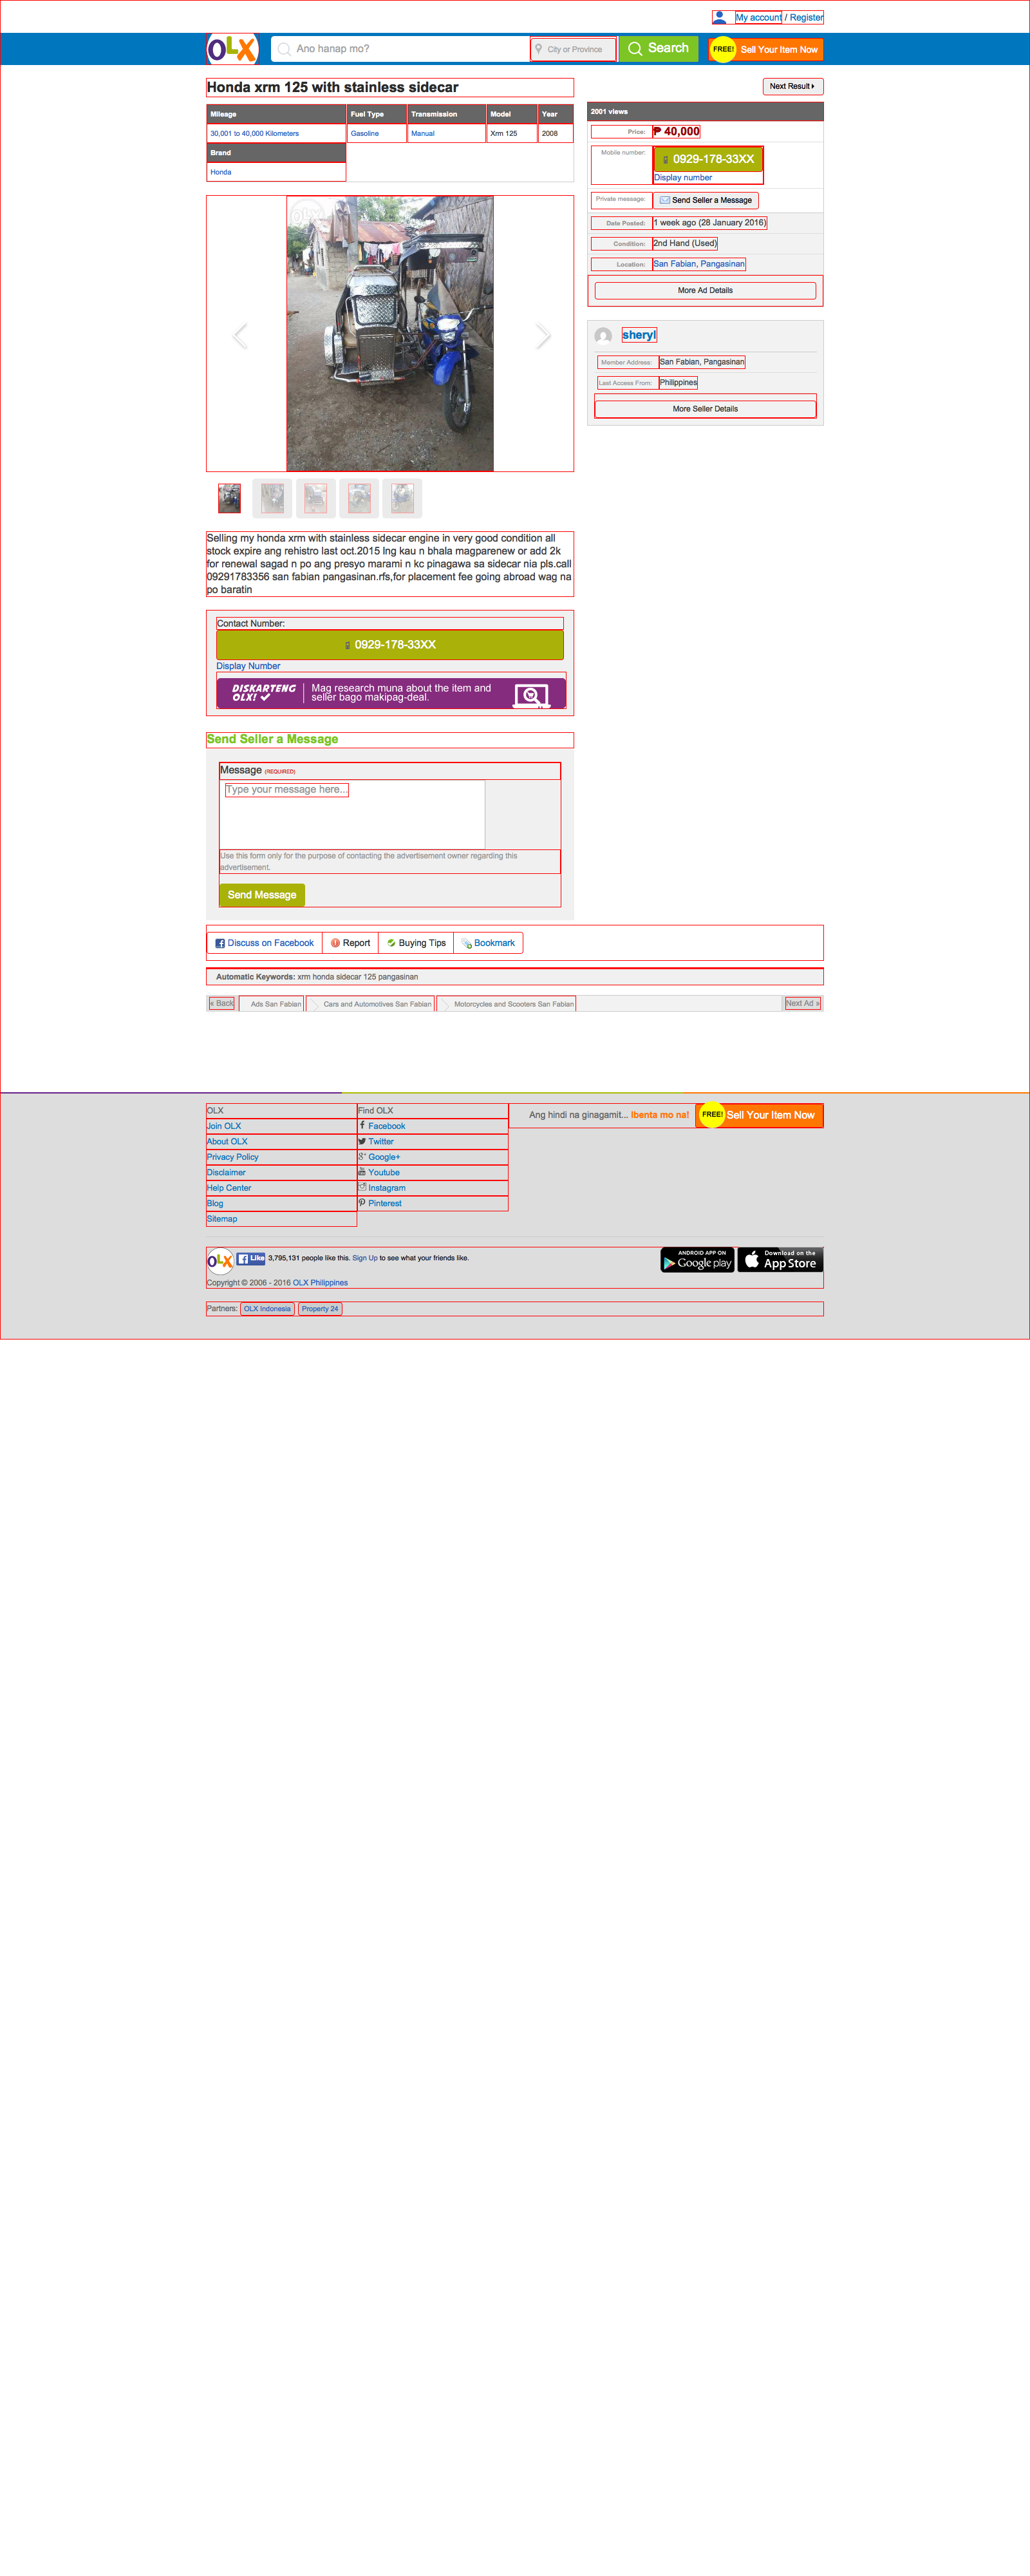 My account / Register
OLX
Ano hanap mo?
City or Province
Search
FREE!
Sell Your Item Now
Honda xrm 125 with stainless sidecar
Next Result
Mileage Fuel Type Transmission Model Year
30,001 to 40,000 Kilometers Gasoline Manual Xrm 125 2008
Brand
Honda
2001 views
Price: ₱ 40,000
Mobile number: 0929-178-33XX
Display number
Private message: Send Seller a Message
Date Posted: 1 week ago (28 January 2016)
Condition: 2nd Hand (Used)
Location: San Fabian, Pangasinan
More Ad Details
sheryl
Member Address: San Fabian, Pangasinan
Last Access From: Philippines
More Seller Details
OLX
Selling my honda xrm with stainless sidecar engine in very good condition all
stock expire ang rehistro last oct.2015 lng kau n bhala magparenew or add 2k
for renewal sagad n po ang presyo marami n kc pinagawa sa sidecar nia pls.call
09291783356 san fabian pangasinan.rfs,for placement fee going abroad wag na
po baratin
Contact Number:
0929-178-33XX
Display Number
DISKARTENG
OLX!
Mag research muna about the item and
seller bago makipag-deal.
Send Seller a Message
Message (REQUIRED)
Type your message here...
Use this form only for the purpose of contacting the advertisement owner regarding this
advertisement.
Send Message
Discuss on Facebook Report Buying Tips Bookmark
Automatic Keywords: xrm honda sidecar 125 pangasinan
« Back Ads San Fabian Cars and Automotives San Fabian Motorcycles and Scooters San Fabian Next Ad »
OLX
Join OLX
About OLX
Privacy Policy
Disclaimer
Help Center
Blog
Sitemap
Find OLX
Facebook
Twitter
Google+
Youtube
Instagram
Pinterest
Ang hindi na ginagamit... Ibenta mo na!
FREE!
Sell Your Item Now
OLX
Like 3,795,131 people like this. Sign Up to see what your friends like.
ANDROID APP ON
Google play
Download on the
App Store
Copyright © 2006 - 2016 OLX Philippines
Partners: OLX Indonesia Property 24